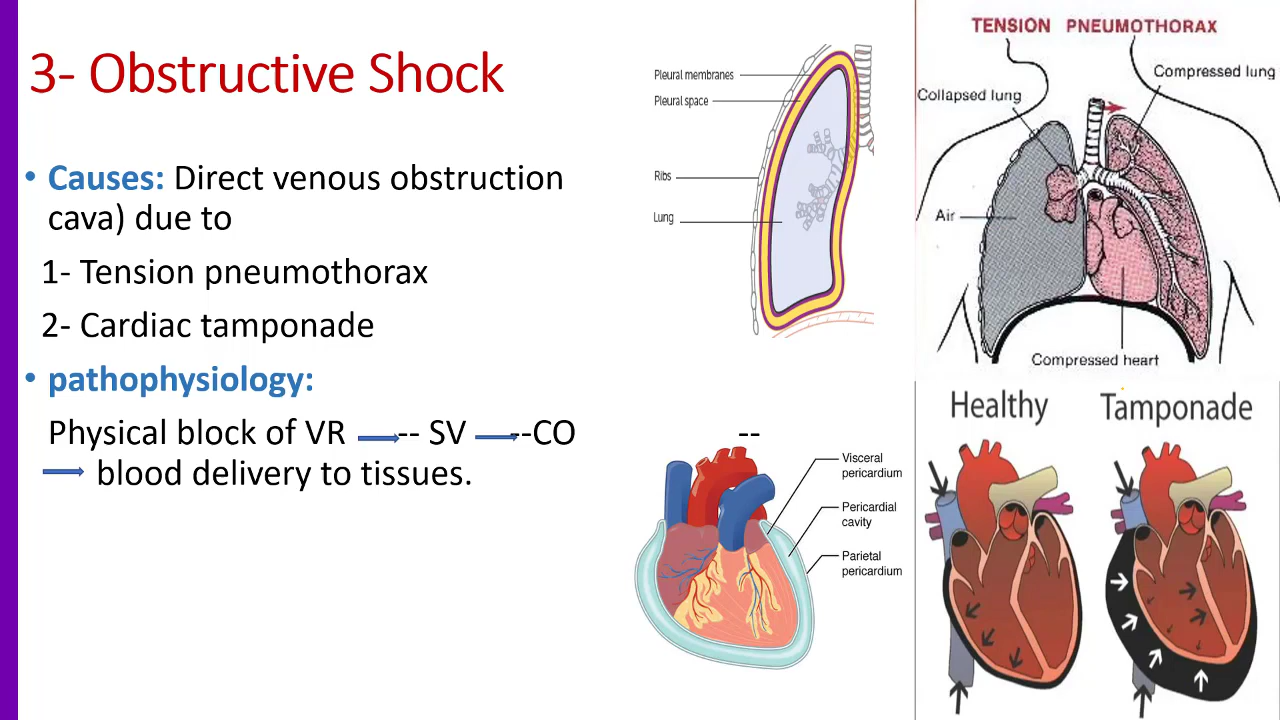 3- Obstructive Shock
• Causes: Direct venous obstruction
cava) due to
1- Tension pneumothorax
2- Cardiac tamponade
• pathophysiology:
Physical block of VR -- SV --CO --
blood delivery to tissues.
Pleural membranes
Pleural space
Ribs
Lung
TENSION PNEUMOTHORAX
Compressed lung
Collapsed lung
Air
Compressed heart
Visceral
pericardium
Pericardial
cavity
Parietal
pericardium
Healthy
Tamponade